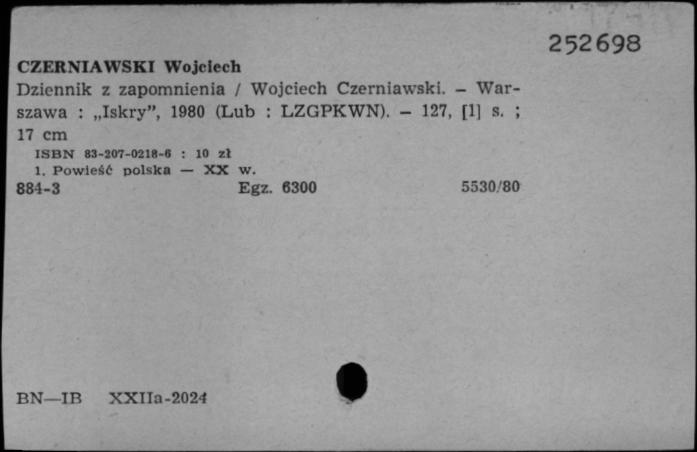 252698
CZERNIAWSKI Wojciech
Dziennik z zapomnienia / Wojciech Czerniawski. — War-
szawa : „Iskry”, 1980 (Lub : LZGPKWN). — 127, [1] s. ;
17 cm
ISBN 83-207-0218-6 : 10 zł
1. Powieść polska — XX w.
884-3 Egz. 6300 5530/80
BN—IB XXIIa-2024